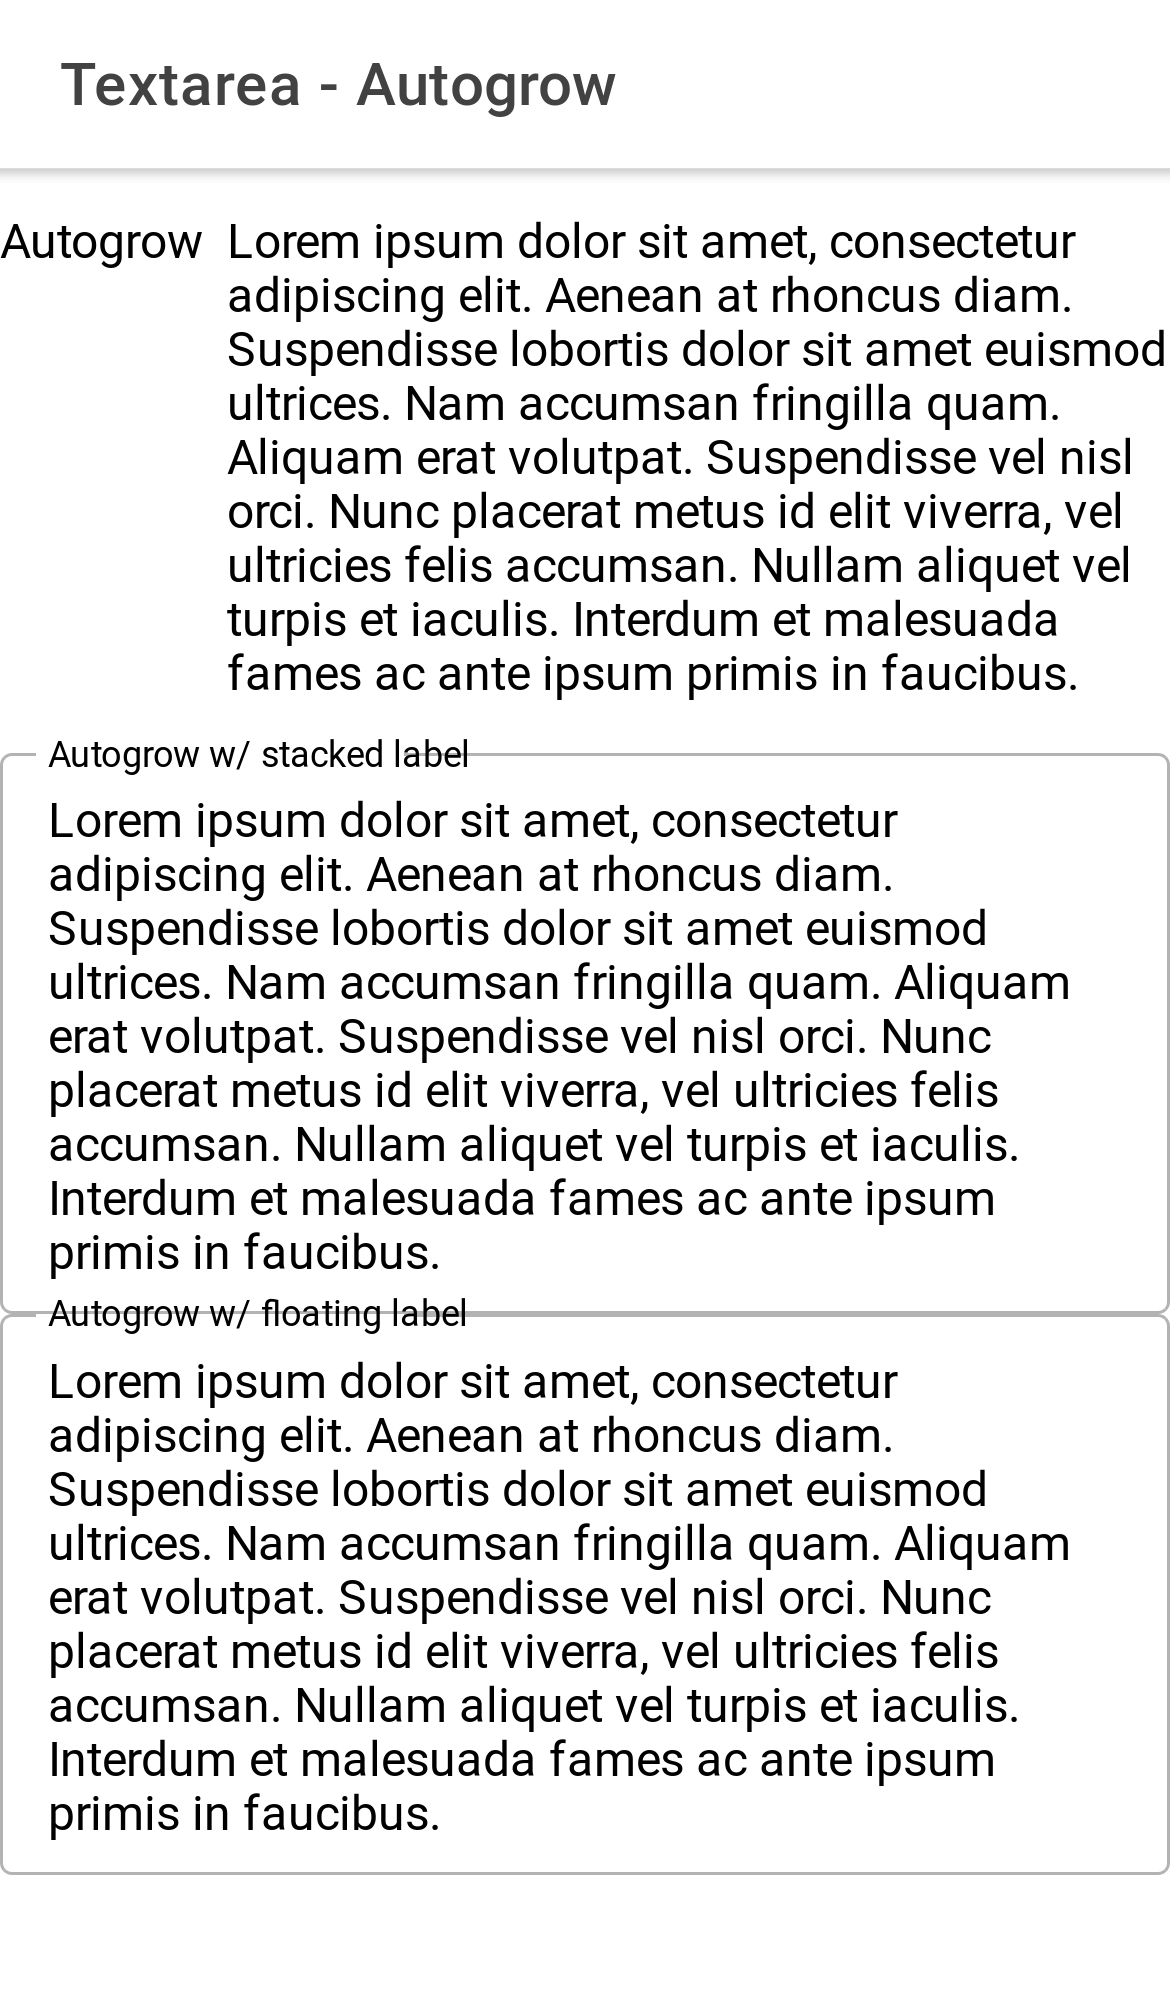 Textarea - Autogrow
Autogrow Lorem ipsum dolor sit amet, consectetur
adipiscing elit. Aenean at rhoncus diam.
Suspendisse lobortis dolor sit amet euismod
ultrices. Nam accumsan fringilla quam.
Aliquam erat volutpat. Suspendisse vel nisl
orci. Nunc placerat metus id elit viverra, vel
ultricies felis accumsan. Nullam aliquet vel
turpis et iaculis. Interdum et malesuada
fames ac ante ipsum primis in faucibus.
Autogrow w/ stacked label
Lorem ipsum dolor sit amet, consectetur
adipiscing elit. Aenean at rhoncus diam.
Suspendisse lobortis dolor sit amet euismod
ultrices. Nam accumsan fringilla quam. Aliquam
erat volutpat. Suspendisse vel nisl orci. Nunc
placerat metus id elit viverra, vel ultricies felis
accumsan. Nullam aliquet vel turpis et iaculis.
Interdum et malesuada fames ac ante ipsum
primis in faucibus.
Autogrow w/ floating label
Lorem ipsum dolor sit amet, consectetur
adipiscing elit. Aenean at rhoncus diam.
Suspendisse lobortis dolor sit amet euismod
ultrices. Nam accumsan fringilla quam. Aliquam
erat volutpat. Suspendisse vel nisl orci. Nunc
placerat metus id elit viverra, vel ultricies felis
accumsan. Nullam aliquet vel turpis et iaculis.
Interdum et malesuada fames ac ante ipsum
primis in faucibus.